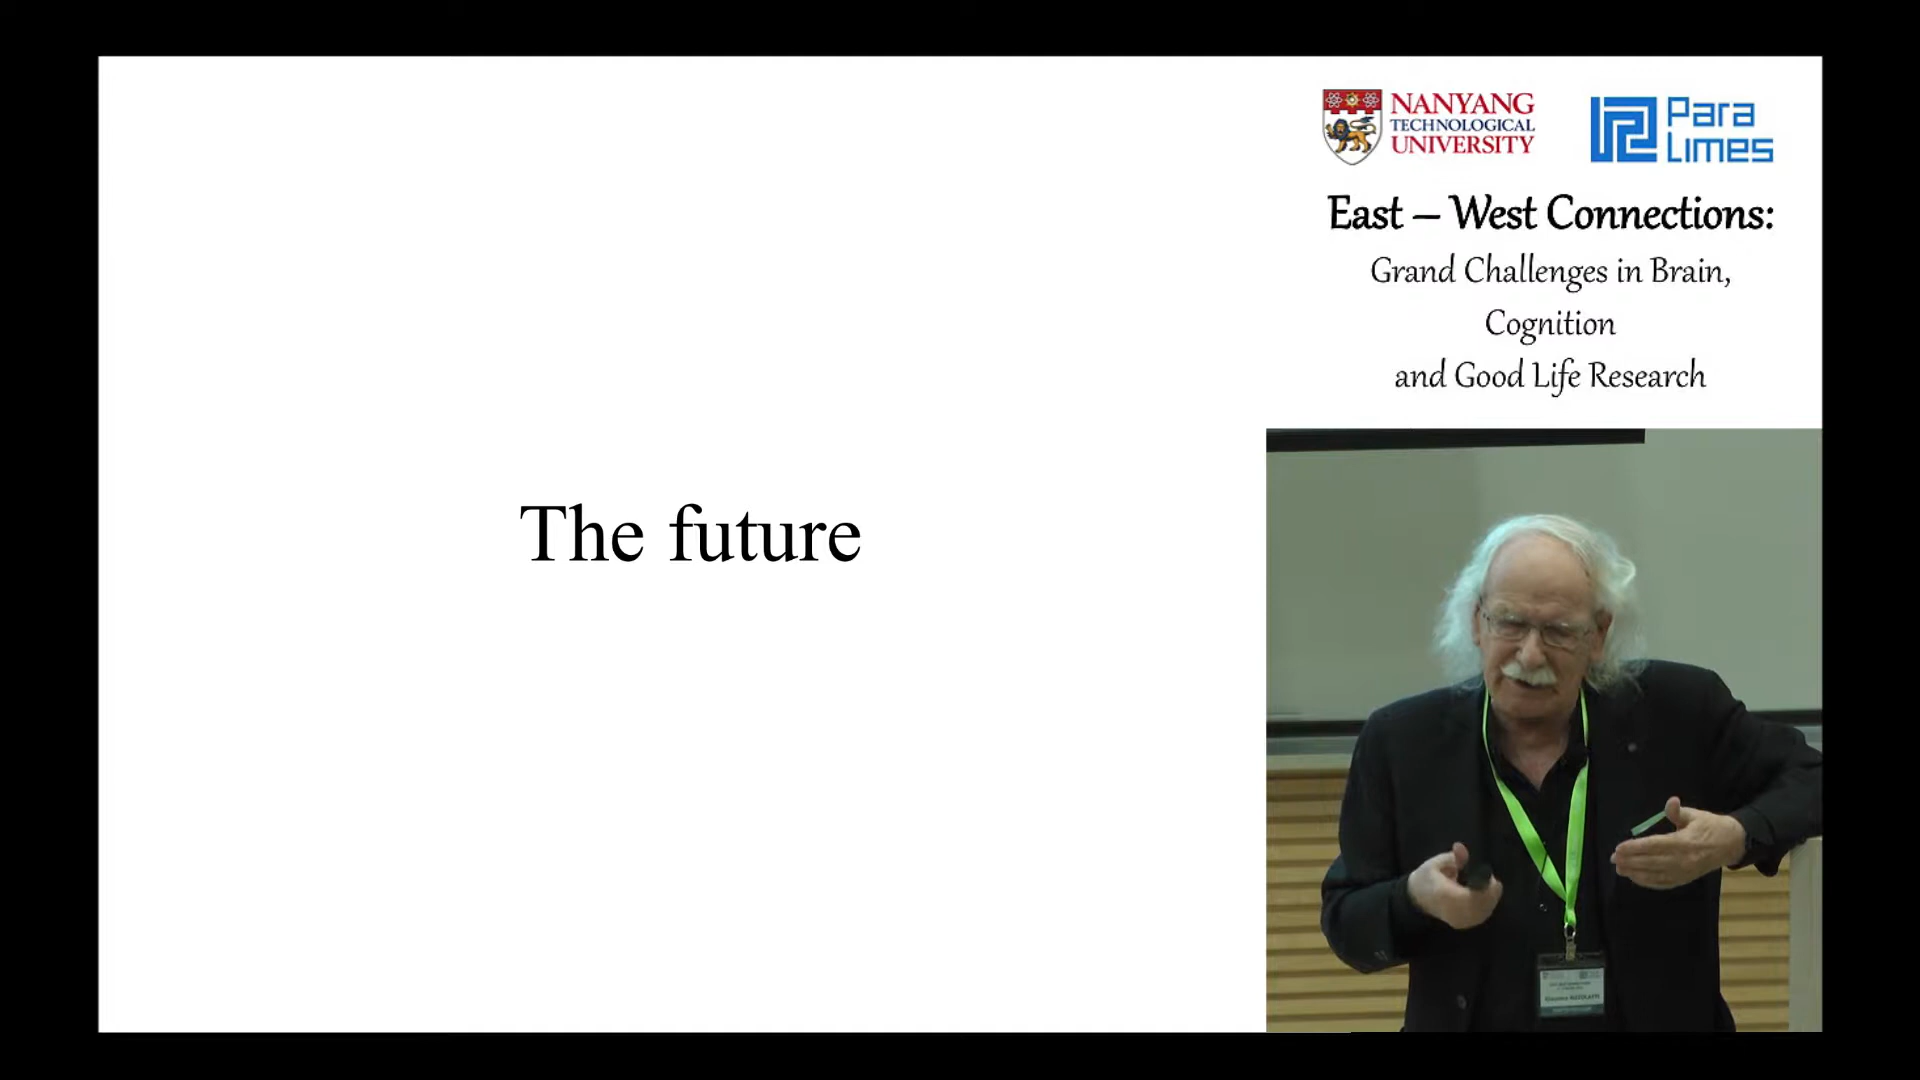 The future
NANYANG
TECHNOLOGICAL
UNIVERSITY
Para
Limes
East – West Connections:
Grand Challenges in Brain,
Cognition
and Good Life Research